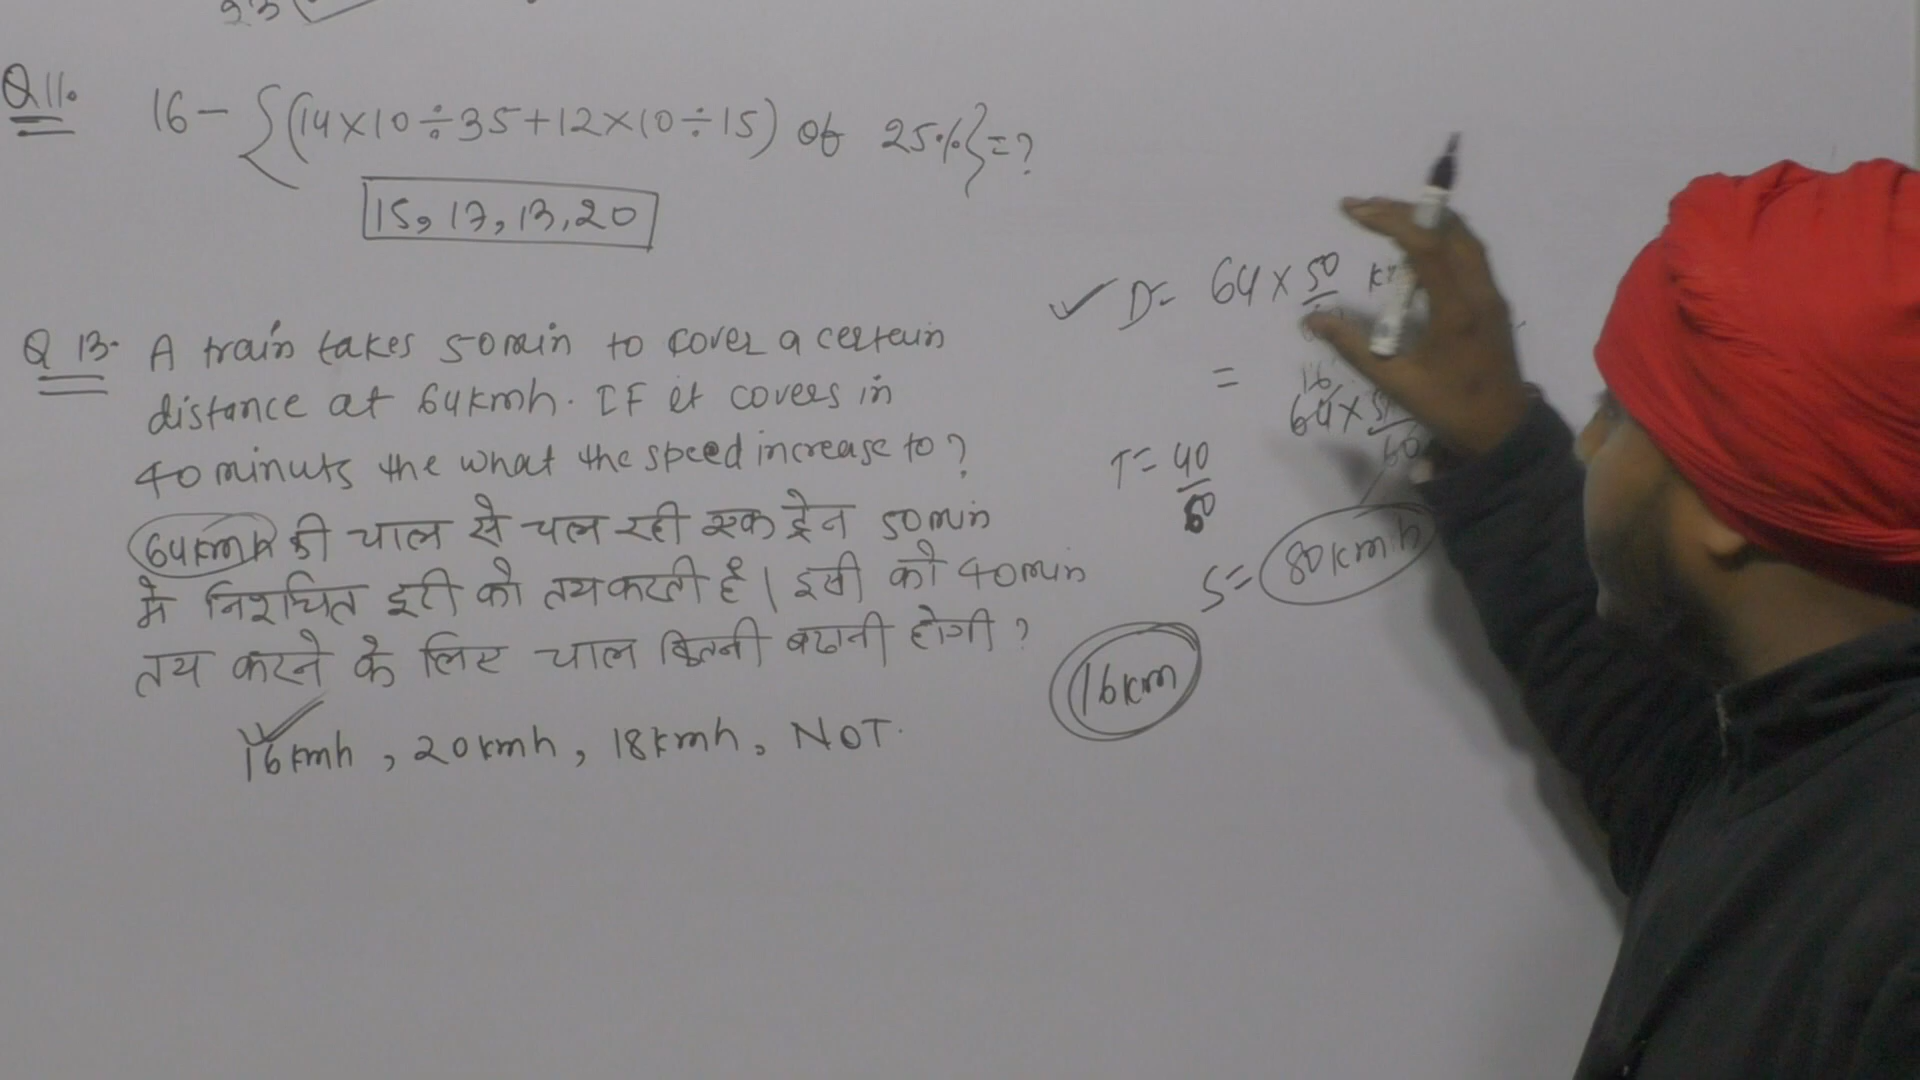 23
Q11.
16-{(14×10÷35+12×10÷15) of 25%}=?
15, 17, 13, 20
Q 13. A train takes 50min to cover a certein
distance at 64kmh. IF it covers in
40 minuts the what the speed increase to?
64kmh की चाल से चल रही एक ट्रेन 50min
मे निश्चित दूरी को तय करती है। इसी को 40min
तय करने के लिए चाल कितनी बढानी होगी?
16kmh, 20kmh, 18kmh, NOT.
D= 64×50
=
16
64×
60
T= 40
60
S= 80kmh
16km